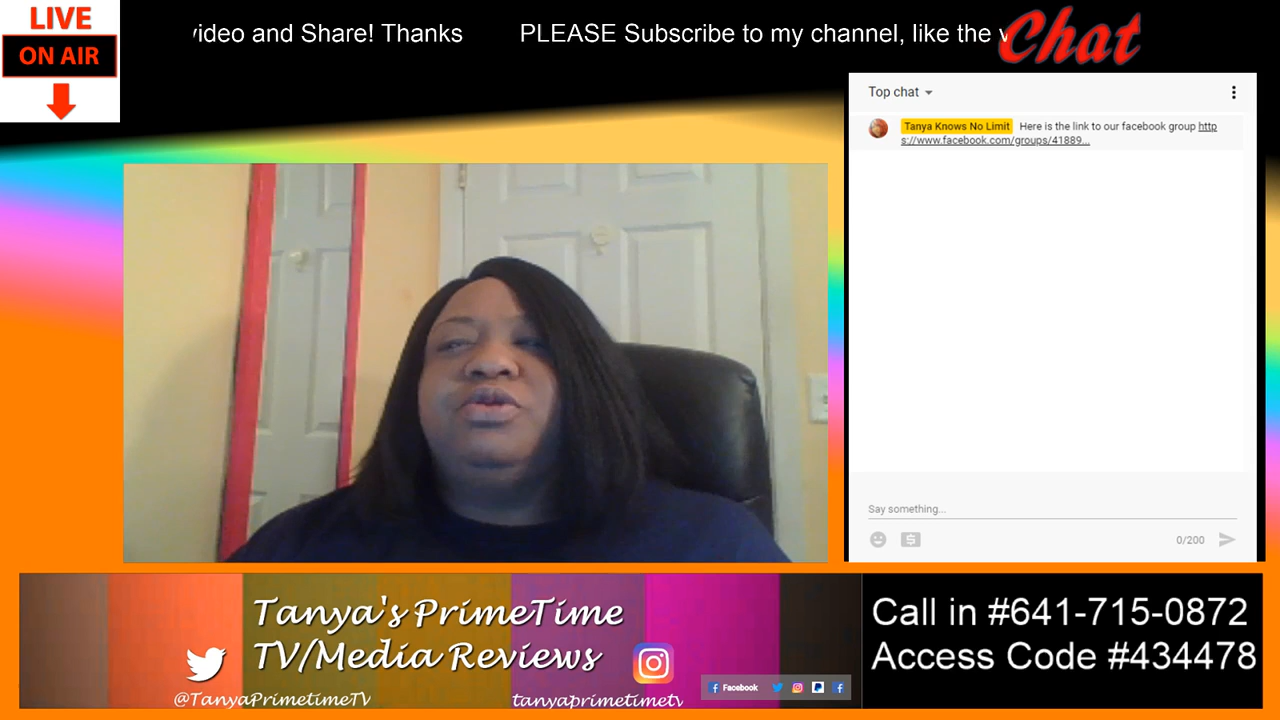 LIVE
ON AIR
video and Share! Thanks PLEASE Subscribe to my channel, like the v
Chat
Top chat
Tanya Knows No Limit Here is the link to our facebook group http
s://www.facebook.com/groups/41889...
Say something...
0/200
Tanya's PrimeTime
TV/Media Reviews
@TanyaPrimetimeTV
tanyaprimetimetv
Facebook
Call in #641-715-0872
Access Code #434478